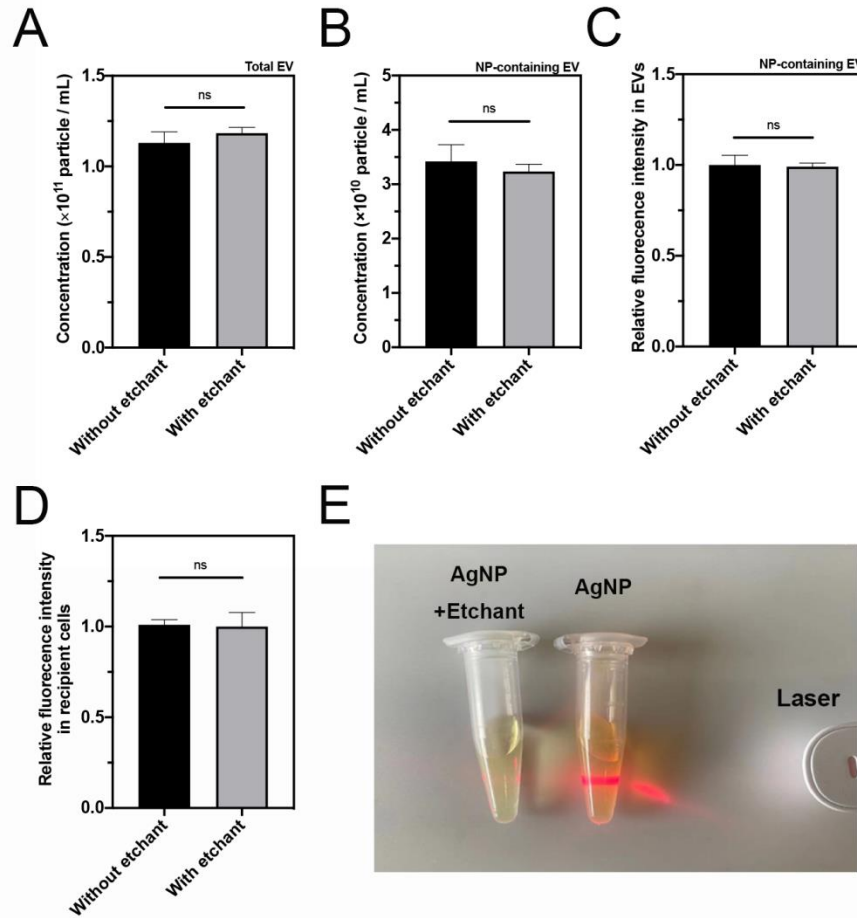 A
Total EV
Concentration (×10¹¹ particle / mL)
1.5
1.0
0.5
0.0
ns
Without etchant
With etchant
B
NP-containing EV
Concentration (×10¹⁰ particle / mL)
5
4
3
2
1
0
ns
Without etchant
With etchant
C
NP-containing EV
Relative fluorecence intensity in EVs
1.5
1.0
0.5
0.0
ns
Without etchant
With etchant
D
Relative fluorecence intensity
in recipient cells
1.5
1.0
0.5
0.0
ns
Without etchant
With etchant
E
AgNP
+Etchant
AgNP
Laser